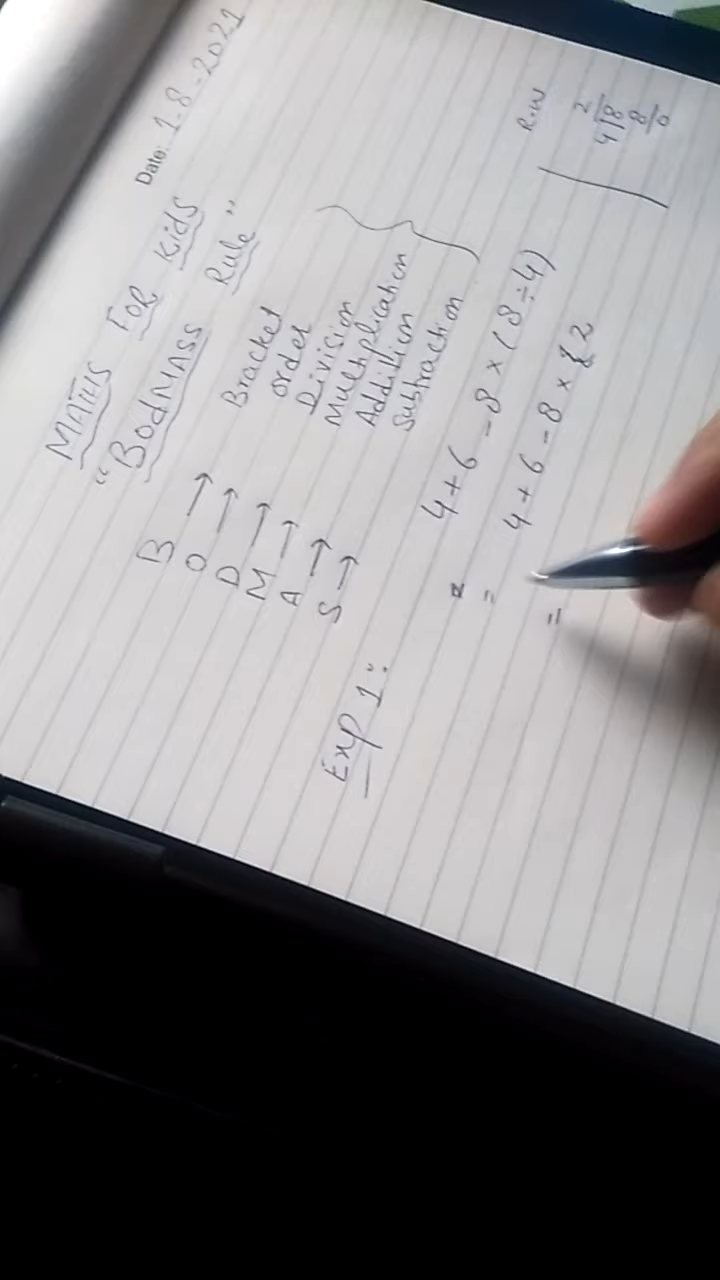 Date: 1-8-2021
MATHS FOR Kids
"BodMASS Rule"
B → Bracket
O → order
D → Division
M → Multiplication
A → Addition
S → Subtraction
Exp 1:
= 4 + 6 - 8 × (8 ÷ 4)
= 4 + 6 - 8 × 2
=
R.W
2
4 8
8
0